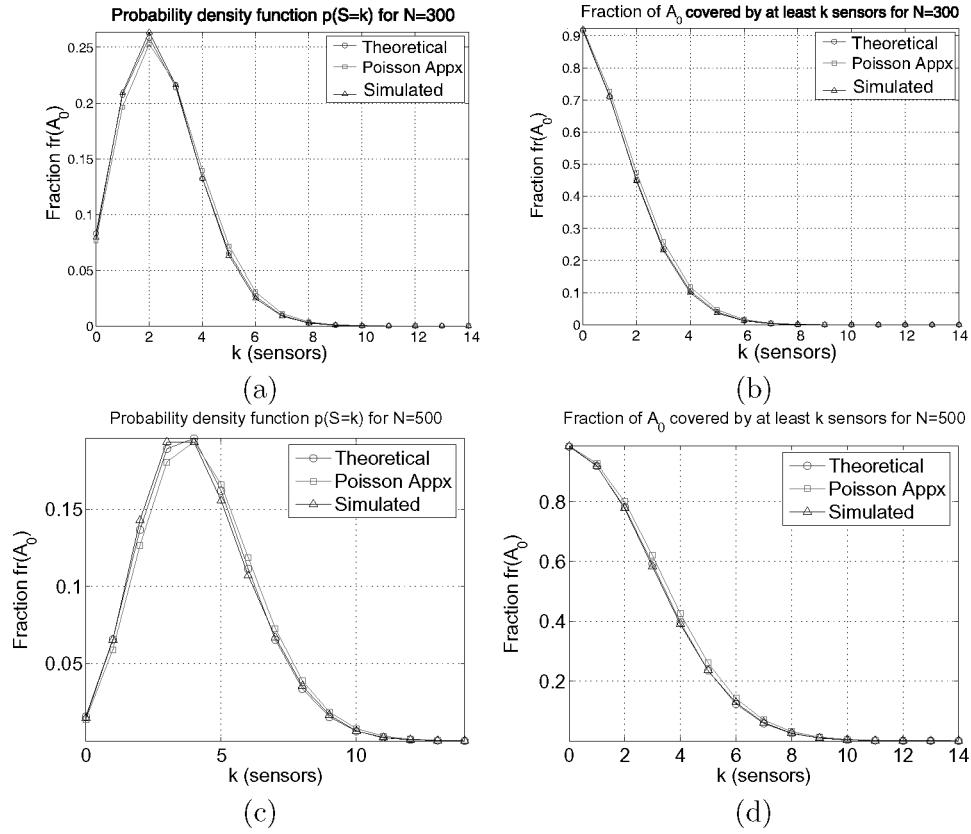 Probability density function p(S=k) for N=300
Fraction fr(A0)
0.25
0.2
0.15
0.1
0.05
0
0 2 4 6 8 10 12 14
k (sensors)
Theoretical
Poisson Appx
Simulated
(a)
Fraction of A0 covered by at least k sensors for N=300
Fraction fr(A0)
0.9
0.8
0.7
0.6
0.5
0.4
0.3
0.2
0.1
0
0 2 4 6 8 10 12 14
k (sensors)
Theoretical
Poisson Appx
Simulated
(b)
Probability density function p(S=k) for N=500
Fraction fr(A0)
0.15
0.1
0.05
0 5 10
k (sensors)
Theoretical
Poisson Appx
Simulated
(c)
Fraction of A0 covered by at least k sensors for N=500
Fraction fr(A0)
0.8
0.6
0.4
0.2
0 2 4 6 8 10 12 14
k (sensors)
Theoretical
Poisson Appx
Simulated
(d)